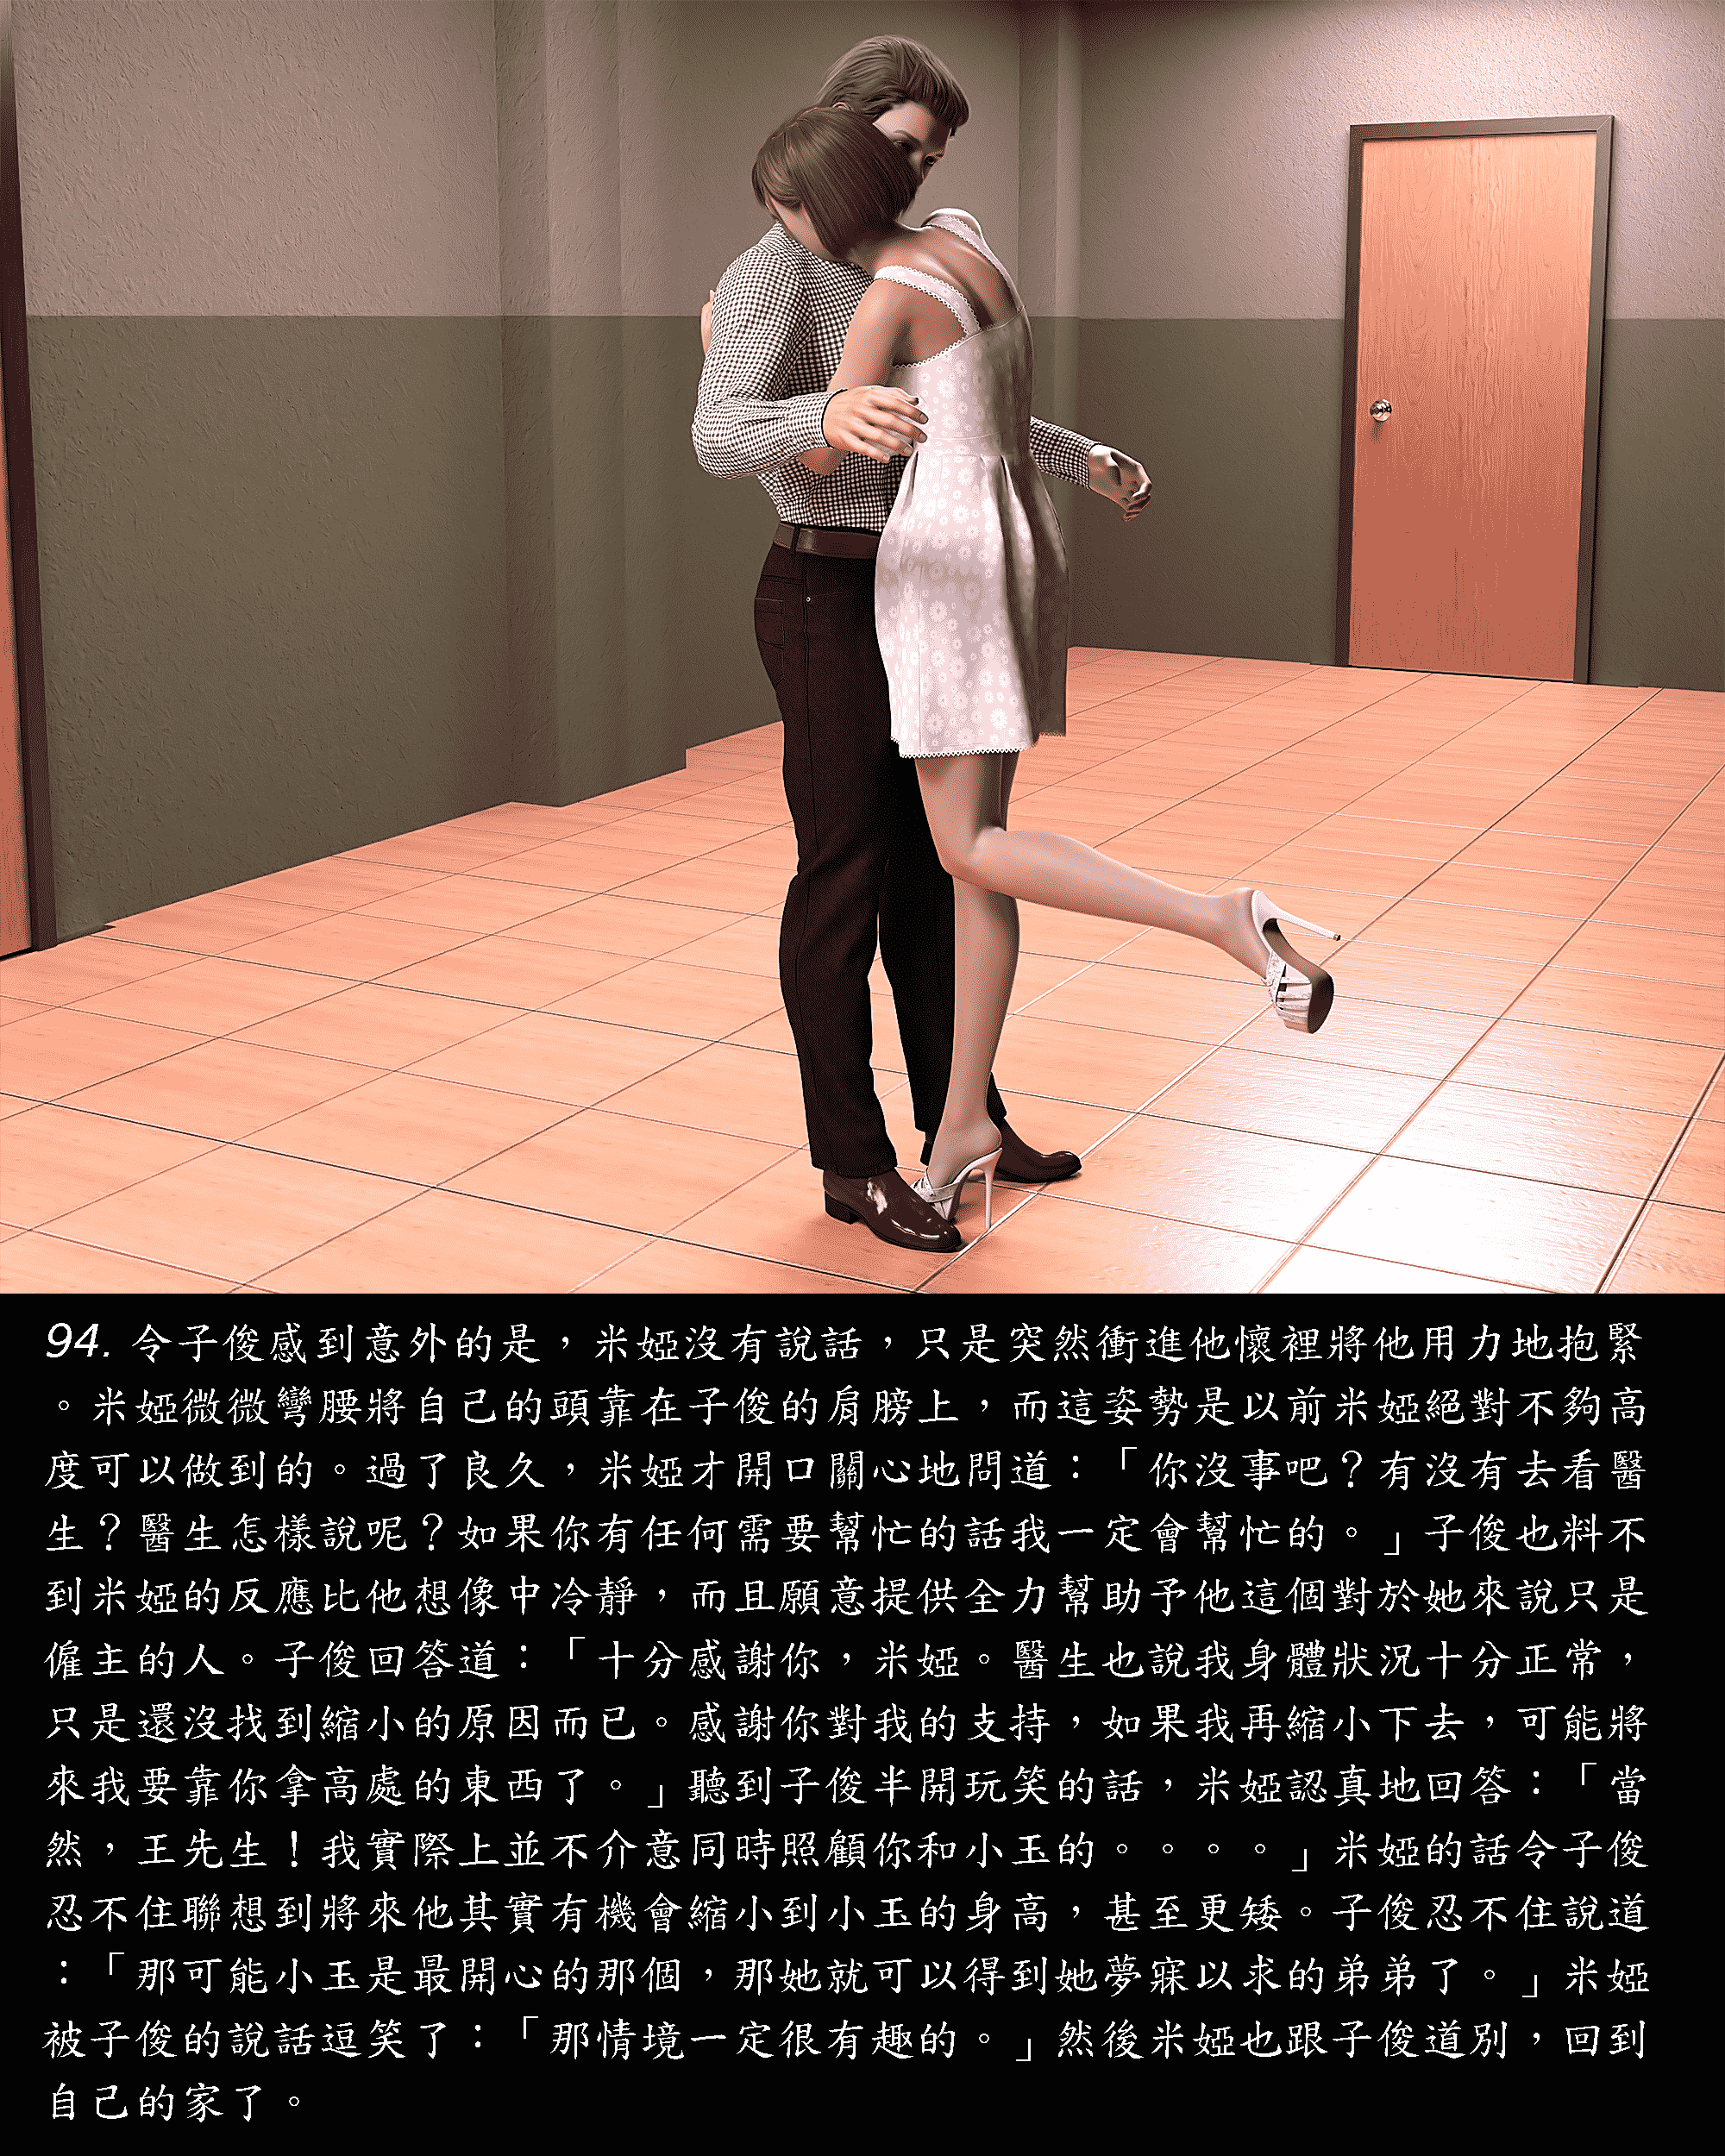 94. 令子俊感到意外的是，米婭沒有說話，只是突然衝進他懷裡將他用力地抱緊
。米婭微微彎腰將自己的頭靠在子俊的肩膀上，而這姿勢是以前米婭絕對不夠高
度可以做到的。過了良久，米婭才開口關心地問道：「你沒事吧？有沒有去看醫
生？醫生怎樣說呢？如果你有任何需要幫忙的話我一定會幫忙的。」子俊也料不
到米婭的反應比他想像中冷靜，而且願意提供全力幫助予他這個對於她來說只是
僱主的人。子俊回答道：「十分感謝你，米婭。醫生也說我身體狀況十分正常，
只是還沒找到縮小的原因而已。感謝你對我的支持，如果我再縮小下去，可能將
來我要靠你拿高處的東西了。」聽到子俊半開玩笑的話，米婭認真地回答：「當
然，王先生！我實際上並不介意同時照顧你和小玉的。。。。」米婭的話令子俊
忍不住聯想到將來他其實有機會縮小到小玉的身高，甚至更矮。子俊忍不住說道
：「那可能小玉是最開心的那個，那她就可以得到她夢寐以求的弟弟了。」米婭
被子俊的說話逗笑了：「那情境一定很有趣的。」然後米婭也跟子俊道別，回到
自己的家了。